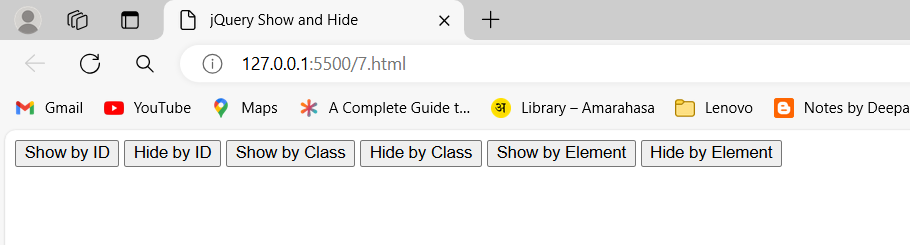 jQuery Show and Hide
127.0.0.1:5500/7.html
Gmail YouTube Maps A Complete Guide t... अ Library – Amarahasa Lenovo Notes by Deepa
Show by ID Hide by ID Show by Class Hide by Class Show by Element Hide by Element